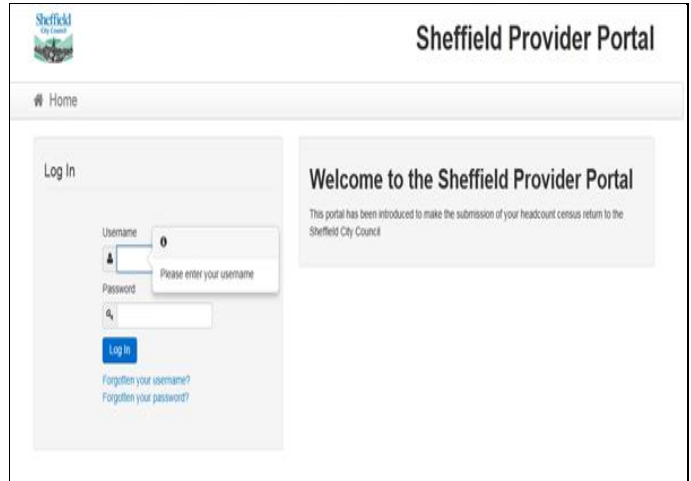 Sheffield
City Council
Sheffield Provider Portal
Home
Log In
Username
Please enter your username
Password
Log In
Forgotten your username?
Forgotten your password?
Welcome to the Sheffield Provider Portal
This portal has been introduced to make the submission of your headcount census return to the
Sheffield City Council